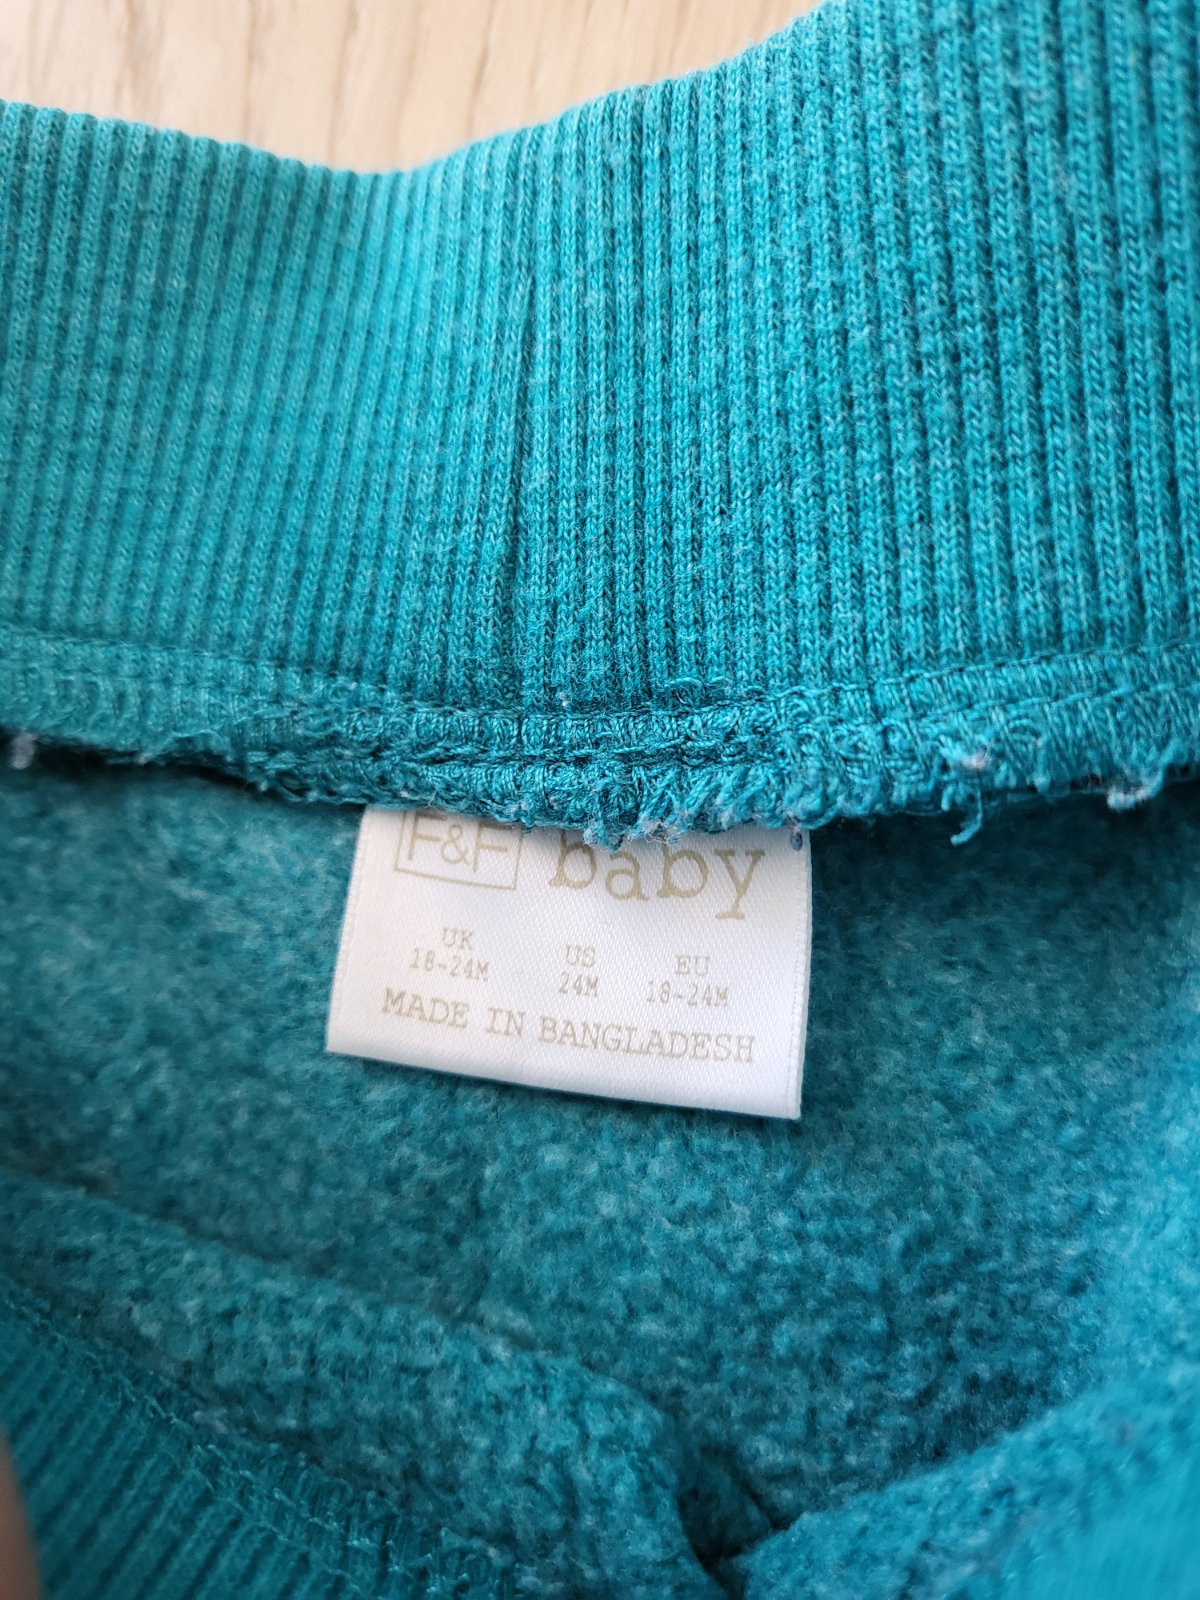 F&F baby
UK US EU
18-24M 24M 18-24M
MADE IN BANGLADESH